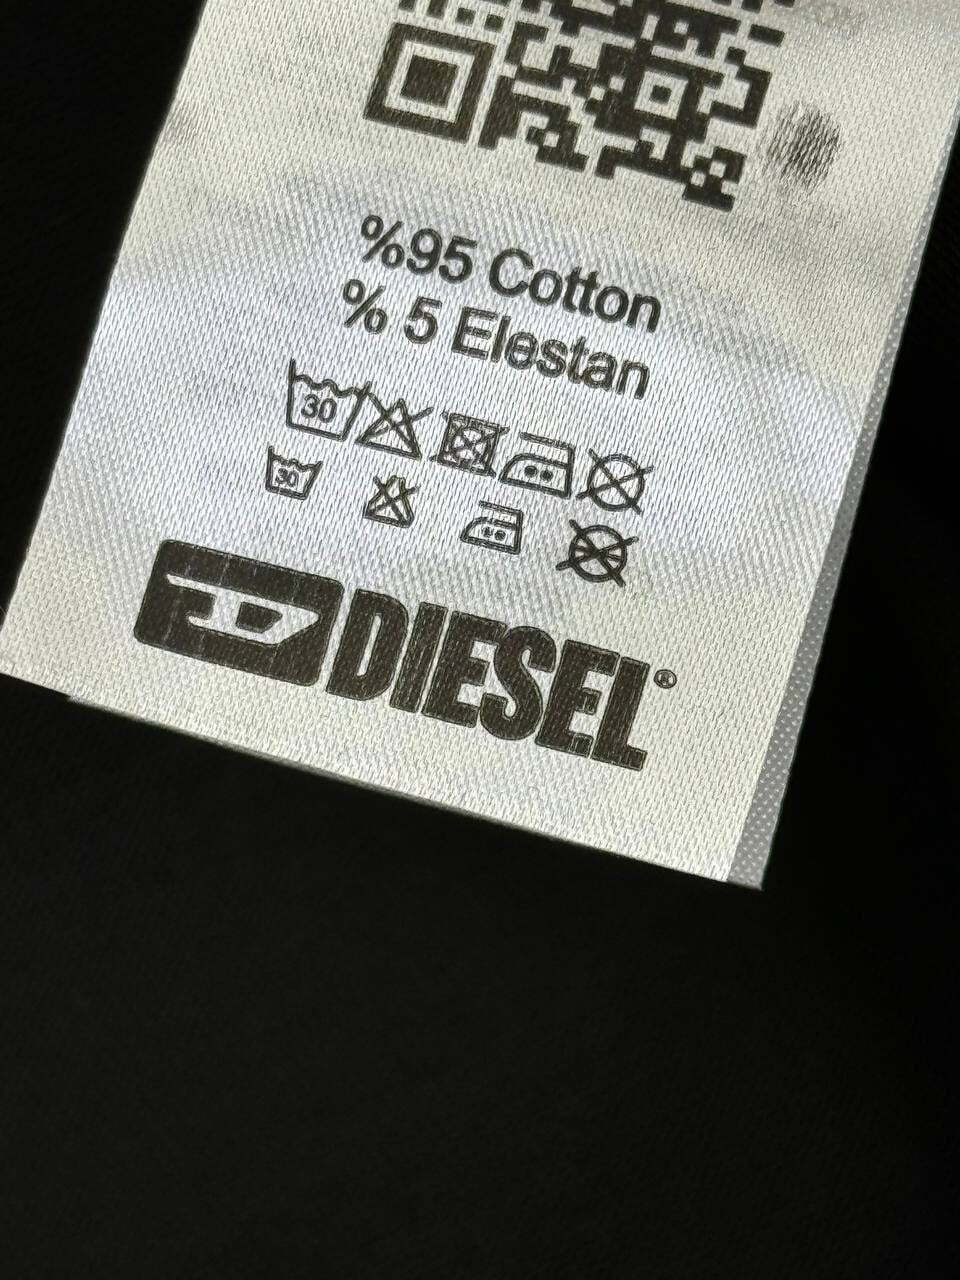 %95 Cotton
% 5 Elestan
30
30
D DIESEL®